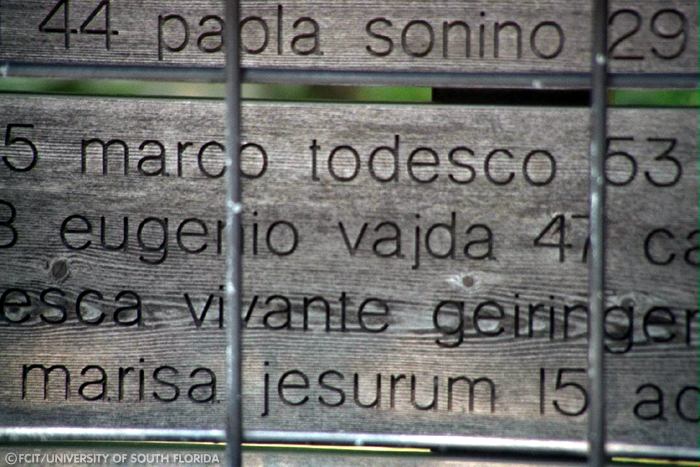 44 paola sonino 29
5 marco todesco 53
eugenio vajda 47 ca
esca vivante geiringer
marisa jesurum 15 ad
©FCIT/UNIVERSITY OF SOUTH FLORIDA